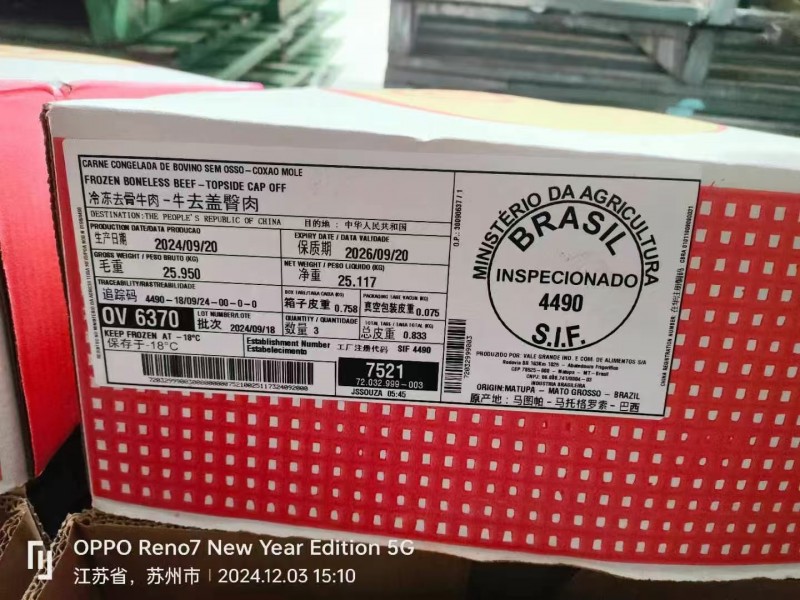 CARNE CONGELADA DE BOVINO SEM OSSO-COXAO MOLE
FROZEN BONELESS BEEF-TOPSIDE CAP OFF
冷冻去骨牛肉-牛去盖臀肉
DESTINATION:THE PEOPLE'S REPUBLIC OF CHINA 目的地: 中华人民共和国
PRODUCTION DATE/DATA PRODUCAO
生产日期 2024/09/20
EXPIRY DATE / DATA VALIDADE
保质期 2026/09/20
GROSS WEIGHT / PESO BRUTO (KG)
毛重 25.950
NET WEIGHT / PESO LIQUIDO (KG)
净重 25.117
TRACEABILITY/RASTREABILIDADE
追踪码 4490-18/09/24-00-0-0
箱子皮重 0.758
真空包装皮重 0.075
OV 6370
LOT NUMBER/LOTE
批次 2024/09/18
QUANTITY / QUANTIDADE
数量 3
总皮重 0.833
KEEP FROZEN AT -18°C
保存于-18°C
Establishment Number
Estabelecimento
工厂注册代码 SIF 4490
7521
72.032.999-003
JSSOUZA 05:45
O.P.: 30090507/1
72032999003
MINISTÉRIO DA AGRICULTURA
BRASIL
INSPECIONADO
4490
S.I.F.
PRODUZIDO POR VALE GRANDE IND. E COM. DE ALIMENTOS S/A
INDUSTRIA BRASILEIRA
ORIGIN:MATUPA - MATO GROSSO - BRAZIL
原产地: 马图帕 - 马托格罗索 - 巴西
OPPO Reno7 New Year Edition 5G
江苏省，苏州市 | 2024.12.03 15:10